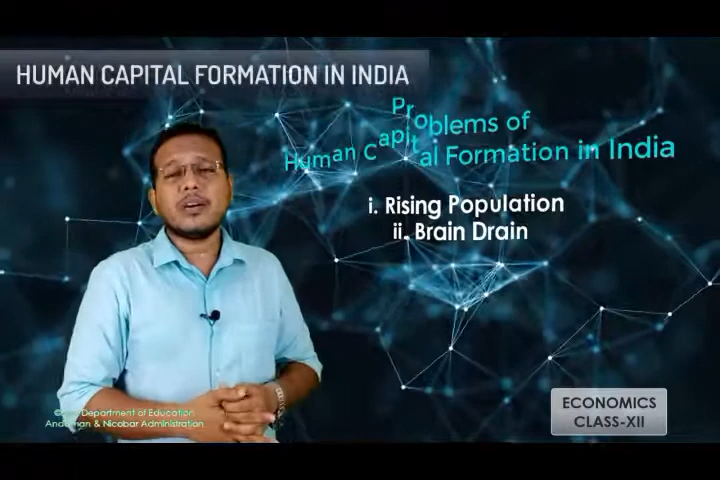 HUMAN CAPITAL FORMATION IN INDIA
Problems of
Human Capital Formation in India
i. Rising Population
ii. Brain Drain
Department of Education
Andaman & Nicobar Administration
ECONOMICS
CLASS-XII